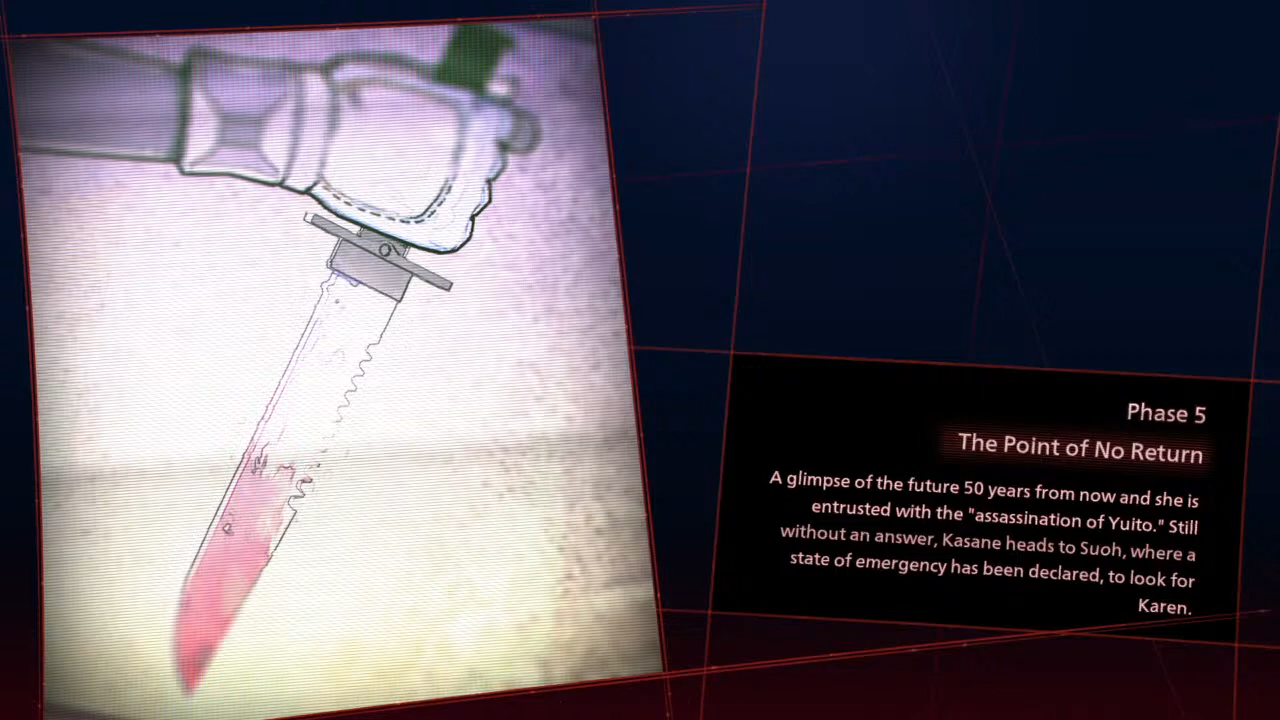 Phase 5
The Point of No Return
A glimpse of the future 50 years from now and she is
entrusted with the "assassination of Yuito." Still
without an answer, Kasane heads to Suoh, where a
state of emergency has been declared, to look for
Karen.